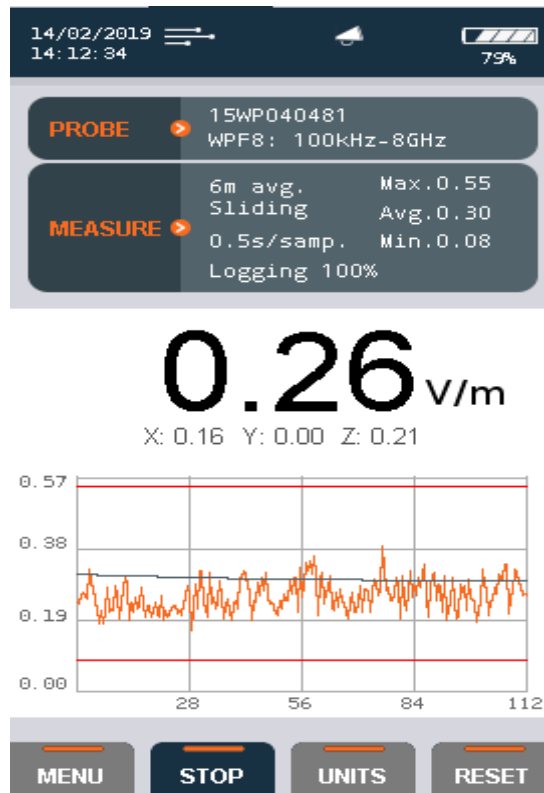 14/02/2019
14:12:34
79%
PROBE
15WP040481
WPF8: 100kHz-8GHz
MEASURE
6m avg.
Sliding
0.5s/samp.
Logging 100%
Max.0.55
Avg.0.30
Min.0.08
0.26 V/m
X: 0.16 Y: 0.00 Z: 0.21
0.57
0.38
0.19
0.00
28 56 84 112
MENU STOP UNITS RESET